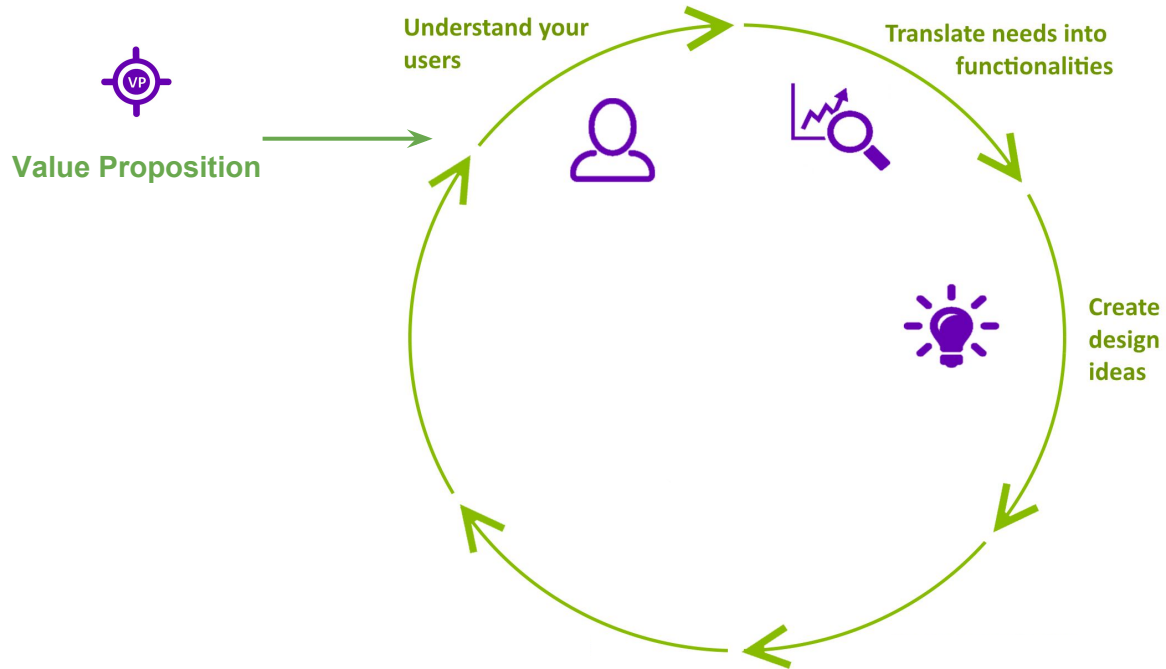 Understand your
users
Translate needs into
functionalities
VP
Value Proposition
Create
design
ideas